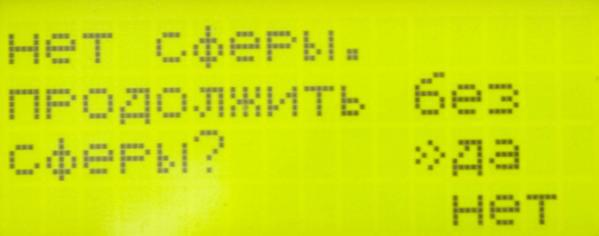 нет сферы.
продолжить без
сферы? »да
нет